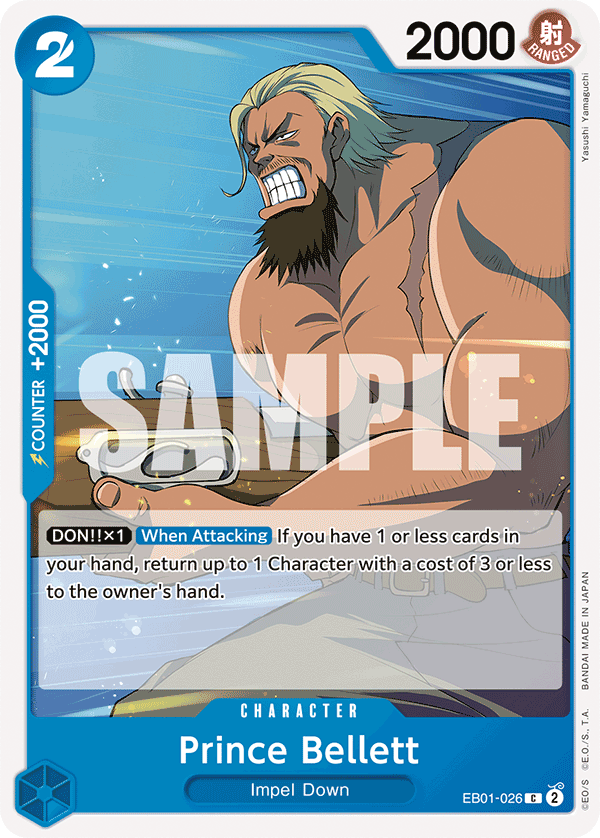 2
2000
射
RANGED
Yasushi Yamaguchi
COUNTER +2000
SAMPLE
DON!!×1 When Attacking If you have 1 or less cards in
your hand, return up to 1 Character with a cost of 3 or less
to the owner's hand.
CHARACTER
Prince Bellett
Impel Down
EB01-026 C 2
©EO/S ©E.O./S., T.A. BANDAI MADE IN JAPAN